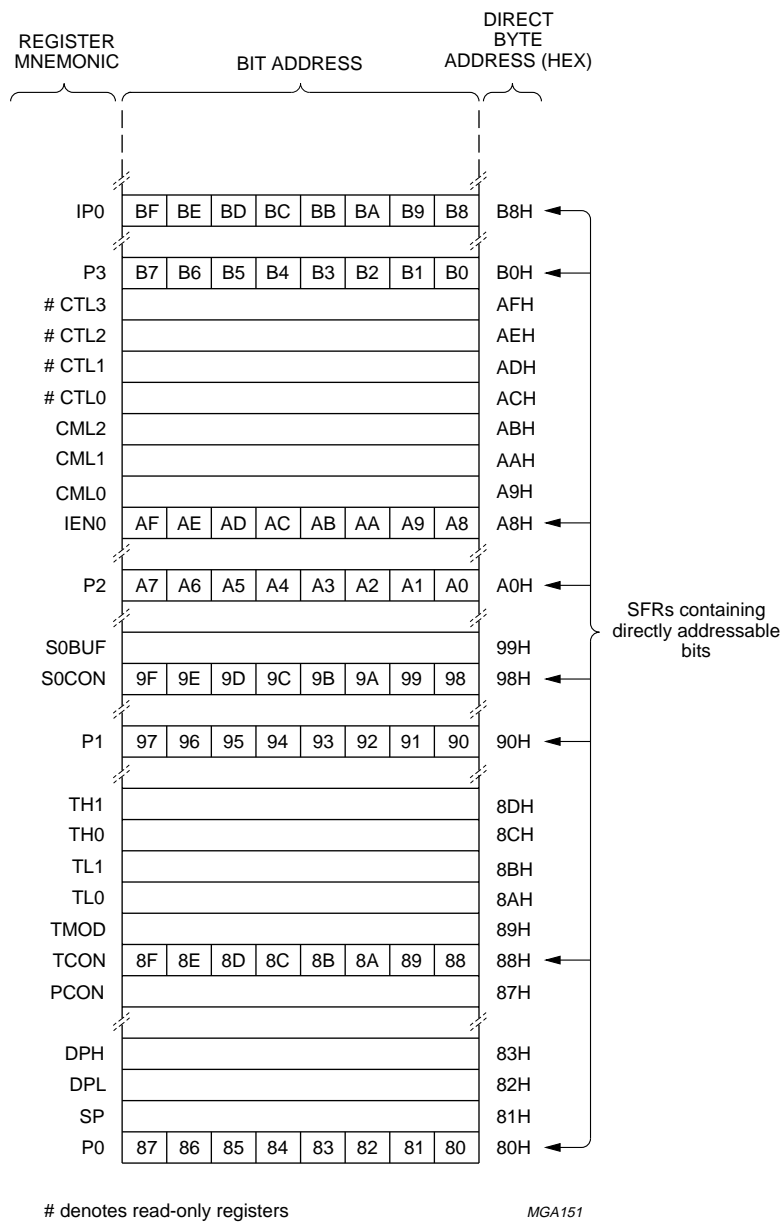 REGISTER
MNEMONIC
BIT ADDRESS
DIRECT
BYTE
ADDRESS (HEX)
IP0 BF BE BD BC BB BA B9 B8 B8H
P3 B7 B6 B5 B4 B3 B2 B1 B0 B0H
# CTL3 AFH
# CTL2 AEH
# CTL1 ADH
# CTL0 ACH
CML2 ABH
CML1 AAH
CML0 A9H
IEN0 AF AE AD AC AB AA A9 A8 A8H
P2 A7 A6 A5 A4 A3 A2 A1 A0 A0H
SFRs containing
directly addressable
bits
S0BUF 99H
S0CON 9F 9E 9D 9C 9B 9A 99 98 98H
P1 97 96 95 94 93 92 91 90 90H
TH1 8DH
TH0 8CH
TL1 8BH
TL0 8AH
TMOD 89H
TCON 8F 8E 8D 8C 8B 8A 89 88 88H
PCON 87H
DPH 83H
DPL 82H
SP 81H
P0 87 86 85 84 83 82 81 80 80H
# denotes read-only registers
MGA151